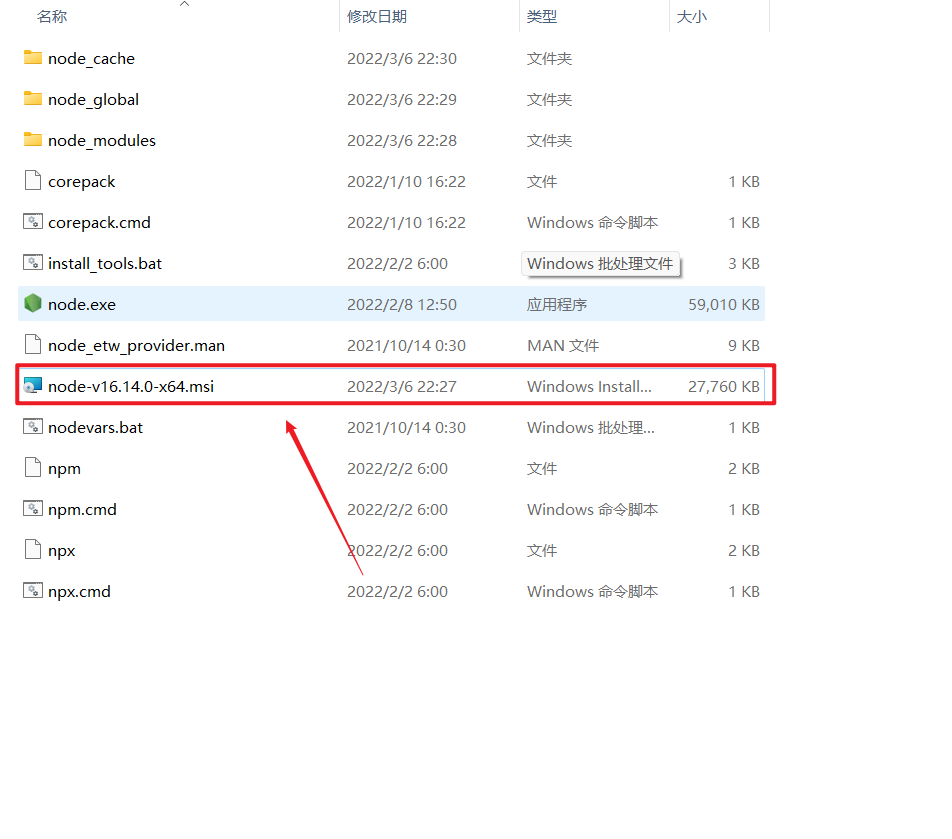 名称 修改日期 类型 大小
node_cache 2022/3/6 22:30 文件夹
node_global 2022/3/6 22:29 文件夹
node_modules 2022/3/6 22:28 文件夹
corepack 2022/1/10 16:22 文件 1 KB
corepack.cmd 2022/1/10 16:22 Windows 命令脚本 1 KB
install_tools.bat 2022/2/2 6:00 Windows 批处理文件 3 KB
node.exe 2022/2/8 12:50 应用程序 59,010 KB
node_etw_provider.man 2021/10/14 0:30 MAN 文件 9 KB
node-v16.14.0-x64.msi 2022/3/6 22:27 Windows Install... 27,760 KB
nodevars.bat 2021/10/14 0:30 Windows 批处理... 1 KB
npm 2022/2/2 6:00 文件 2 KB
npm.cmd 2022/2/2 6:00 Windows 命令脚本 1 KB
npx 2022/2/2 6:00 文件 2 KB
npx.cmd 2022/2/2 6:00 Windows 命令脚本 1 KB